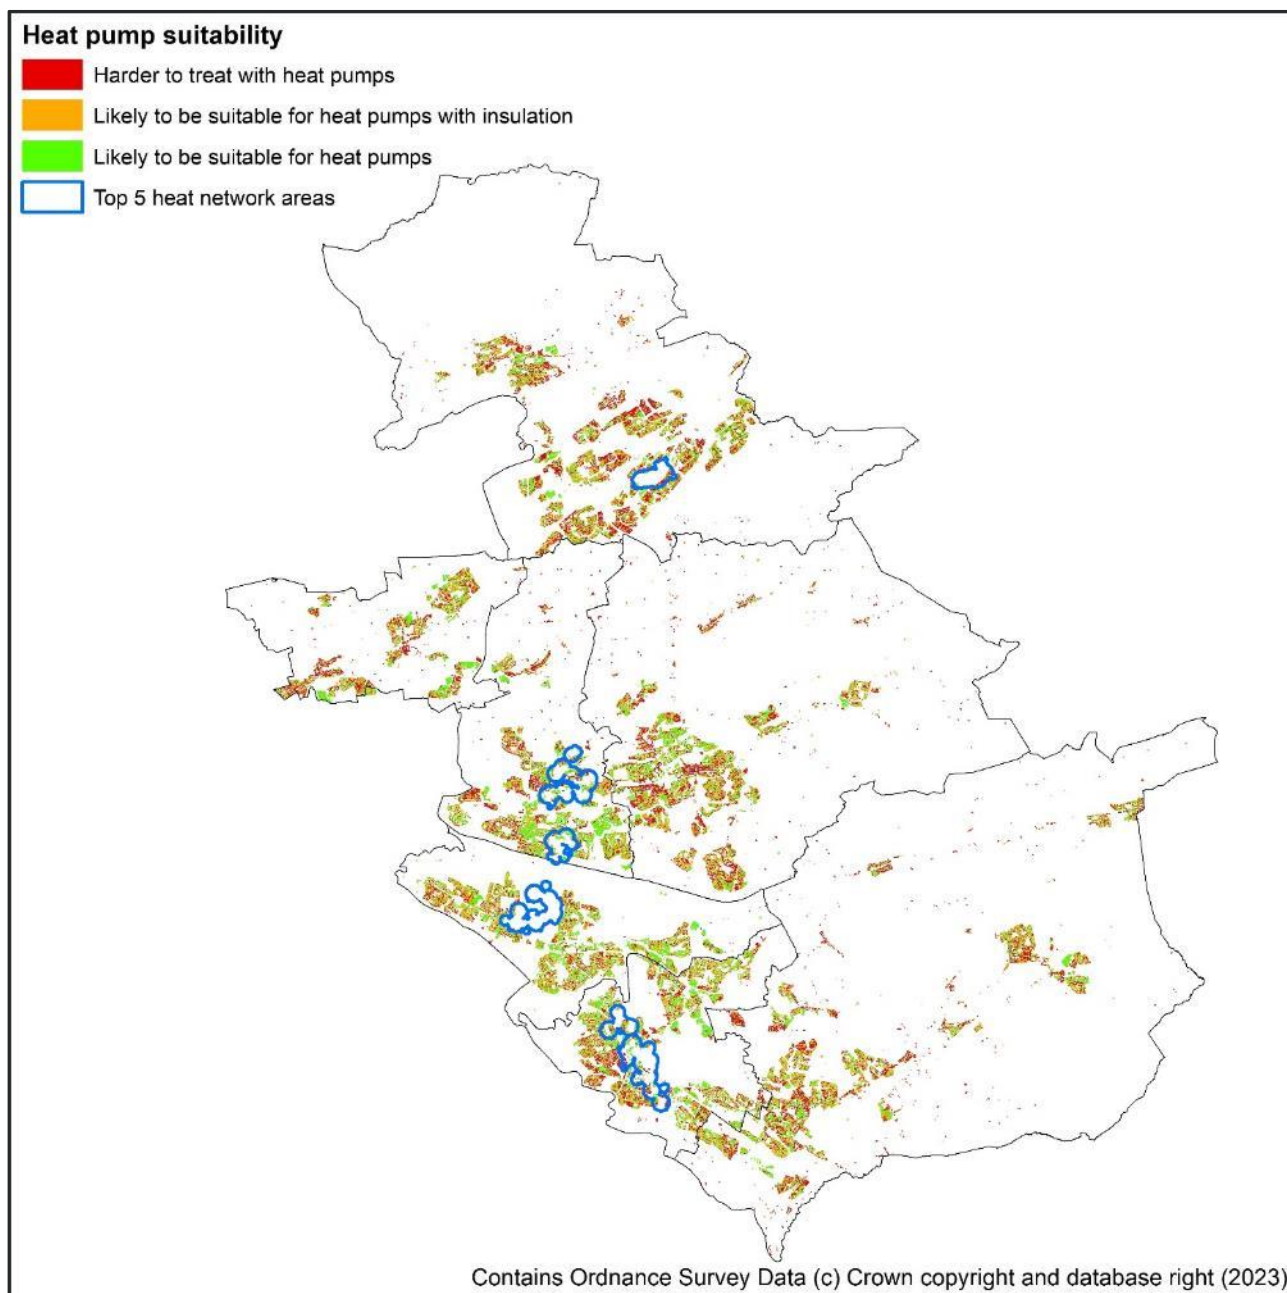 Heat pump suitability
Harder to treat with heat pumps
Likely to be suitable for heat pumps with insulation
Likely to be suitable for heat pumps
Top 5 heat network areas
Contains Ordnance Survey Data (c) Crown copyright and database right (2023)